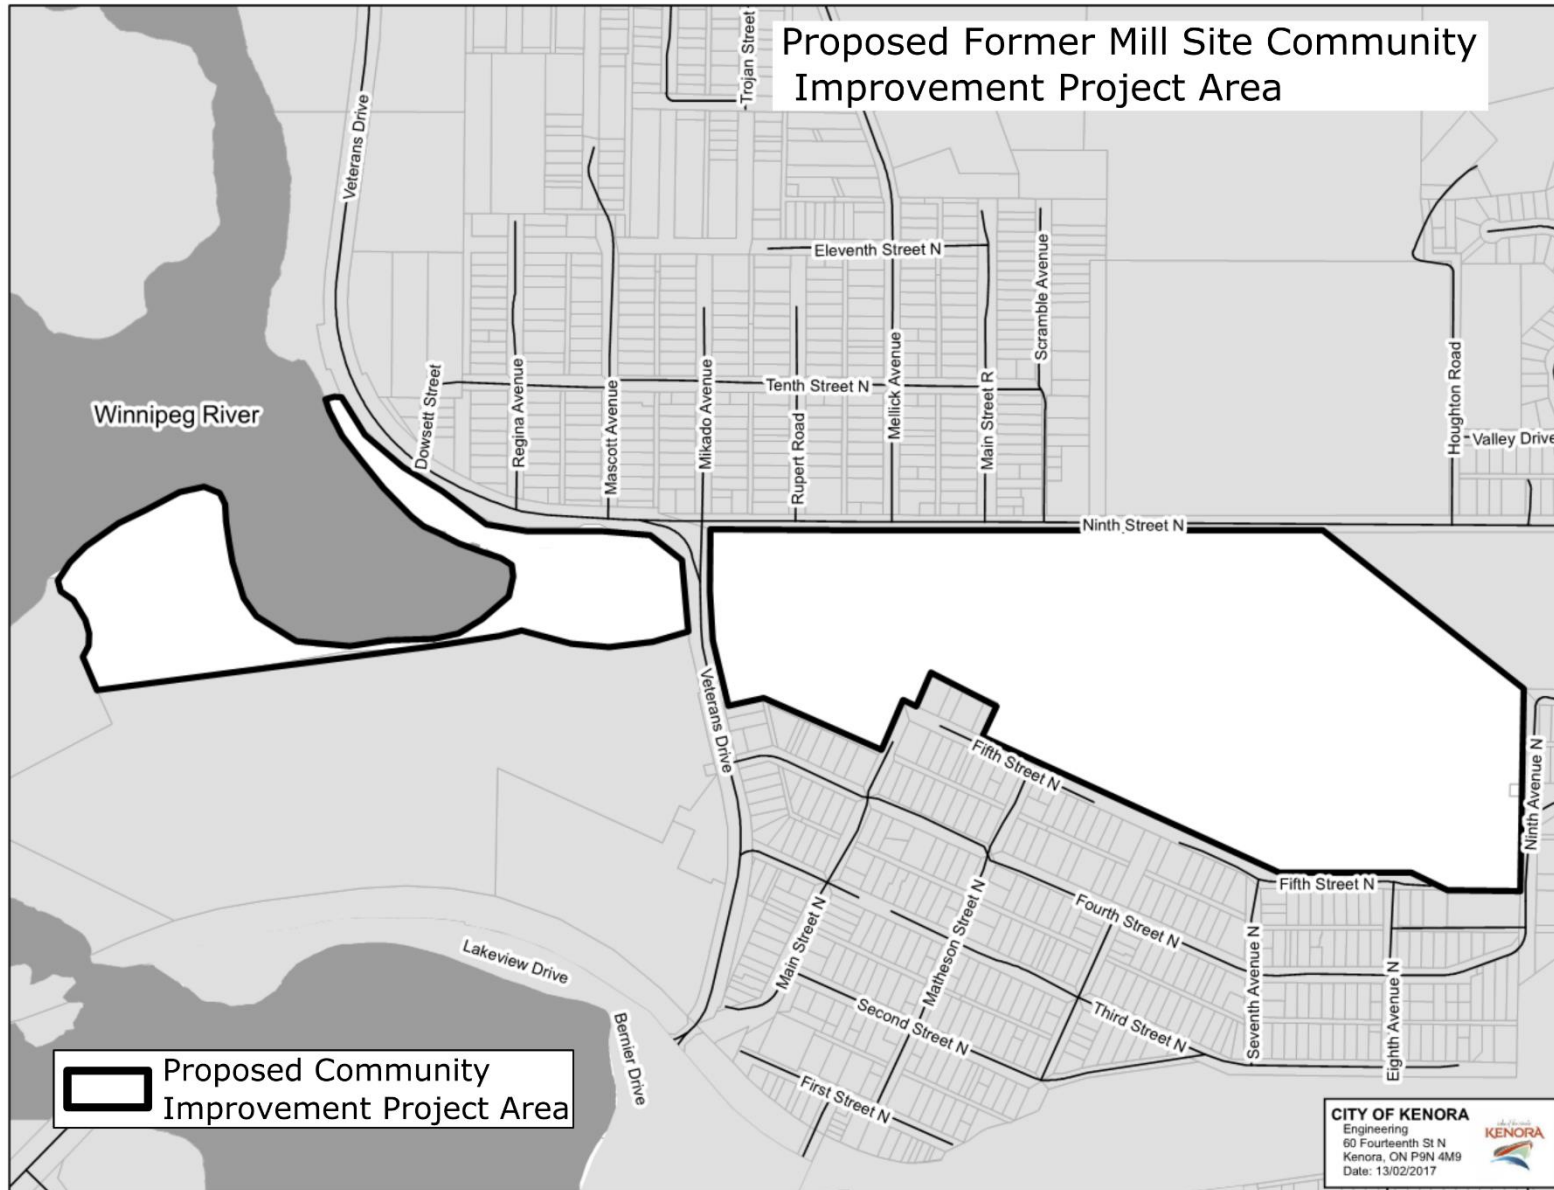 Proposed Former Mill Site Community
Improvement Project Area
Trojan Street
Veterans Drive
Eleventh Street N
Scramble Avenue
Houghton Road
Dowsett Street
Regina Avenue
Mascott Avenue
Mikado Avenue
Tenth Street N
Rupert Road
Mellick Avenue
Main Street R
Valley Drive
Winnipeg River
Ninth Street N
Veterans Drive
Fifth Street N
Ninth Avenue N
Fifth Street N
Main Street N
Matheson Street N
Fourth Street N
Seventh Avenue N
Eighth Avenue N
Lakeview Drive
Second Street N
Third Street N
Bernier Drive
First Street N
Proposed Community
Improvement Project Area
CITY OF KENORA
Engineering
60 Fourteenth St N
Kenora, ON P9N 4M9
Date: 13/02/2017
KENORA